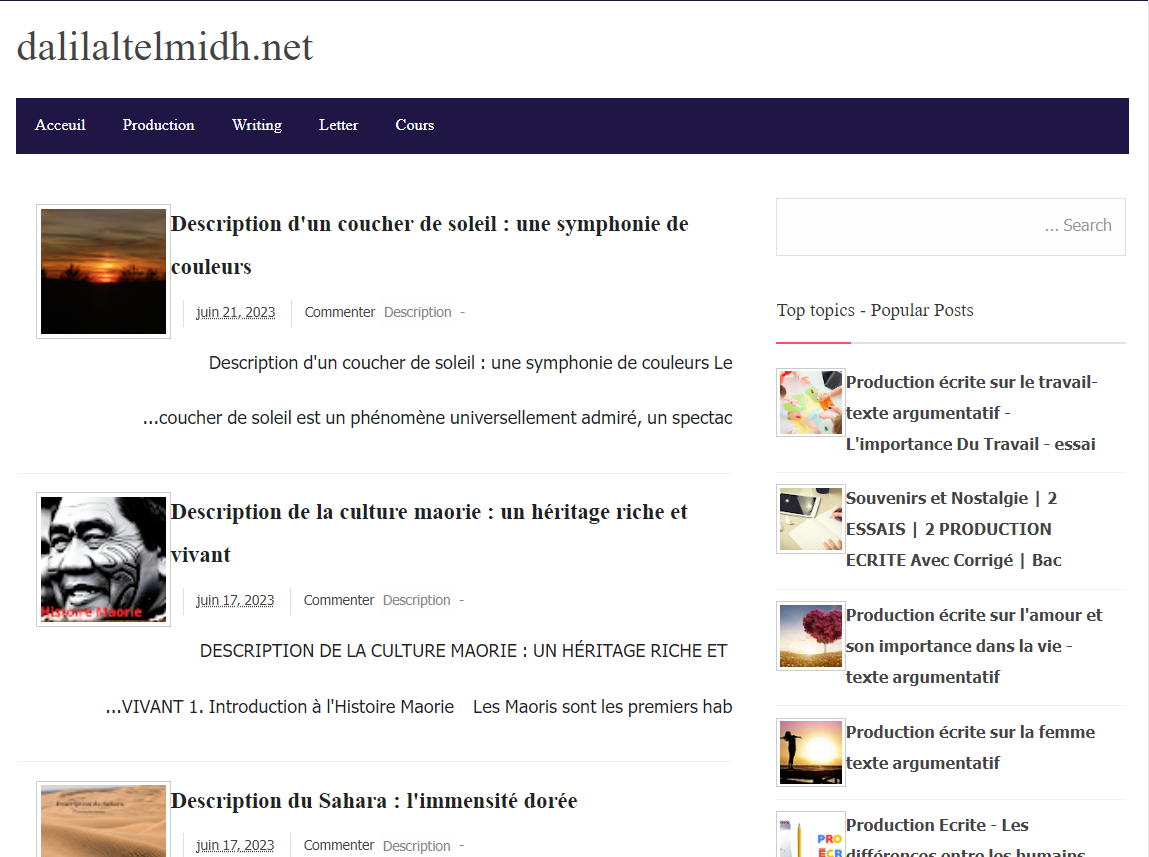 dalilaltelmidh.net
Acceuil Production Writing Letter Cours
Description d'un coucher de soleil : une symphonie de
couleurs
juin 21, 2023 Commenter Description -
Description d'un coucher de soleil : une symphonie de couleurs Le
...coucher de soleil est un phénomène universellement admiré, un spectac
Histoire Maorie
Description de la culture maorie : un héritage riche et
vivant
juin 17, 2023 Commenter Description -
DESCRIPTION DE LA CULTURE MAORIE : UN HÉRITAGE RICHE ET
...VIVANT 1. Introduction à l'Histoire Maorie Les Maoris sont les premiers hab
Description du Sahara : l'immensité dorée
juin 17, 2023 Commenter Description -
... Search
Top topics - Popular Posts
Production écrite sur le travail-
texte argumentatif -
L'importance Du Travail - essai
Souvenirs et Nostalgie | 2
ESSAIS | 2 PRODUCTION
ECRITE Avec Corrigé | Bac
Production écrite sur l'amour et
son importance dans la vie -
texte argumentatif
Production écrite sur la femme
texte argumentatif
PRO
ECR
Production Ecrite - Les
différences entre les humains